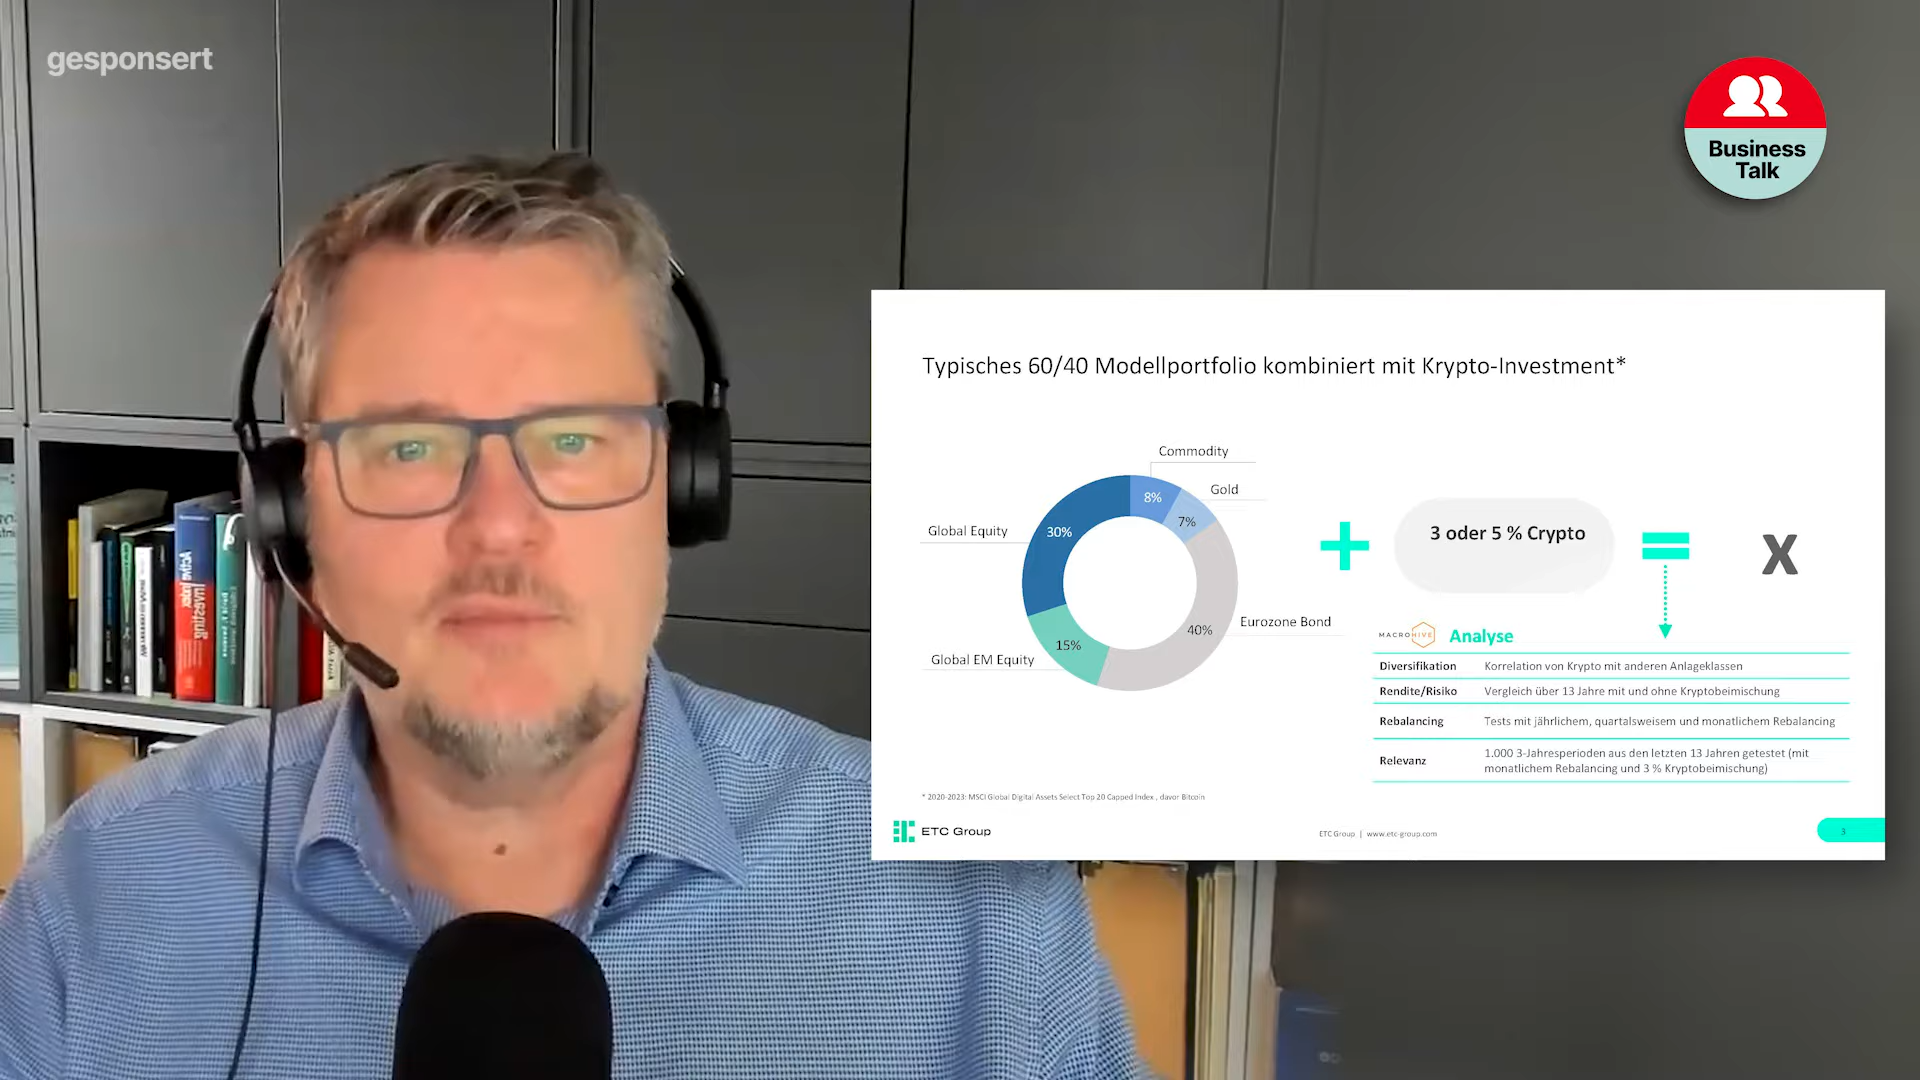 gesponsert
Business
Talk
Typisches 60/40 Modellportfolio kombiniert mit Krypto-Investment*
Commodity
8%
Gold
7%
Global Equity
30%
Eurozone Bond
40%
Global EM Equity
15%
3 oder 5 % Crypto
X
MACROHIVE Analyse
Diversifikation Korrelation von Krypto mit anderen Anlageklassen
Rendite/Risiko Vergleich über 13 Jahre mit und ohne Kryptobeimischung
Rebalancing Tests mit jährlichem, quartalsweisem und monatlichem Rebalancing
Relevanz 1.000 3-Jahresperioden aus den letzten 13 Jahren getestet (mit
monatlichem Rebalancing und 3 % Kryptobeimischung)
* 2020-2023: MSCI Global Digital Assets Select Top 20 Capped Index , davor Bitcoin
ETC Group
ETC Group | www.etc-group.com
3